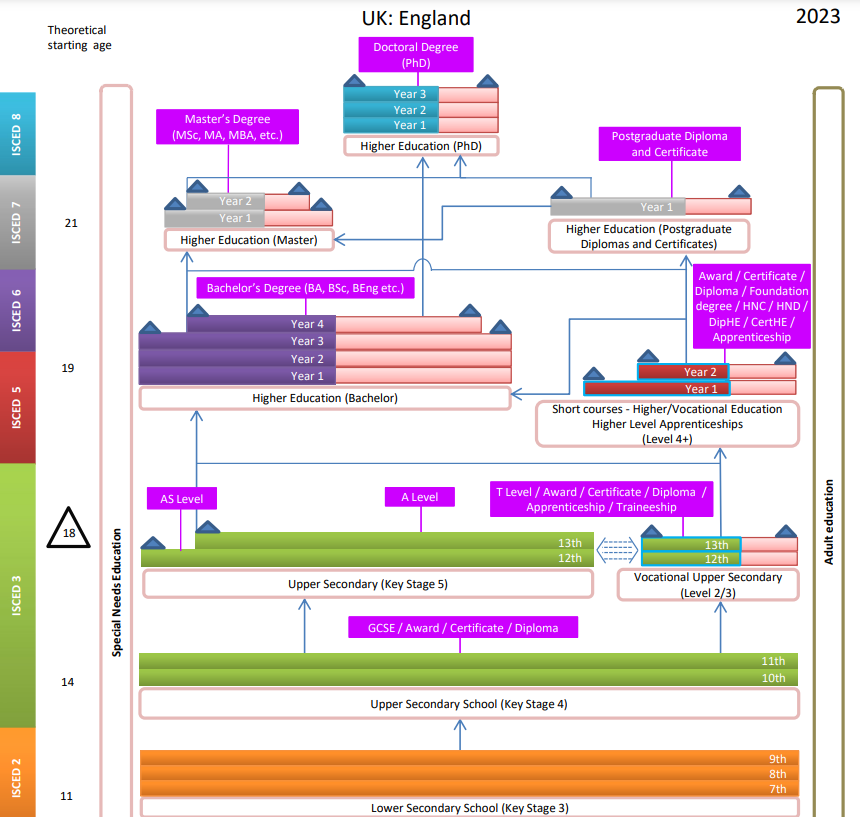 UK: England
2023
Theoretical
starting age
Doctoral Degree
(PhD)
ISCED 8
Year 3
Year 2
Year 1
Higher Education (PhD)
Master's Degree
(MSc, MA, MBA, etc.)
Postgraduate Diploma
and Certificate
ISCED 7
21
Year 2
Year 1
Higher Education (Master)
Year 1
Higher Education (Postgraduate
Diplomas and Certificates)
ISCED 6
Bachelor's Degree (BA, BSc, BEng etc.)
Award / Certificate /
Diploma / Foundation
degree / HNC / HND /
DipHE / CertHE /
Apprenticeship
Year 4
Year 3
Year 2
Year 1
Higher Education (Bachelor)
ISCED 5
19
Year 2
Year 1
Short courses - Higher/Vocational Education
Higher Level Apprenticeships
(Level 4+)
ISCED 3
18
AS Level
A Level
T Level / Award / Certificate / Diploma /
Apprenticeship / Traineeship
13th
12th
Upper Secondary (Key Stage 5)
13th
12th
Vocational Upper Secondary
(Level 2/3)
Special Needs Education
Adult education
GCSE / Award / Certificate / Diploma
14
11th
10th
Upper Secondary School (Key Stage 4)
ISCED 2
11
9th
8th
7th
Lower Secondary School (Key Stage 3)